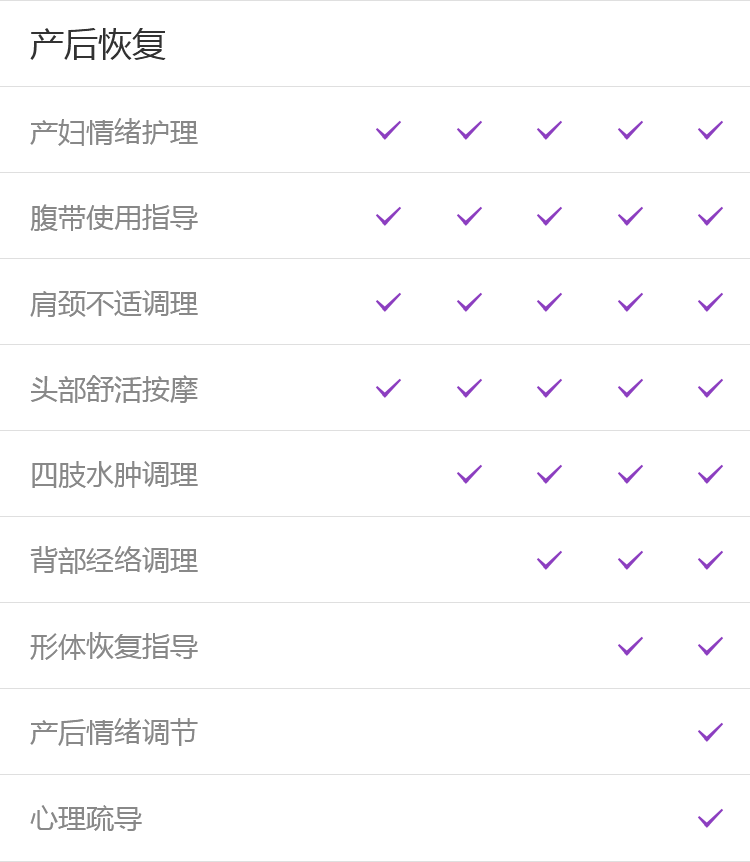 产后恢复
产妇情绪护理
腹带使用指导
肩颈不适调理
头部舒活按摩
四肢水肿调理
背部经络调理
形体恢复指导
产后情绪调节
心理疏导